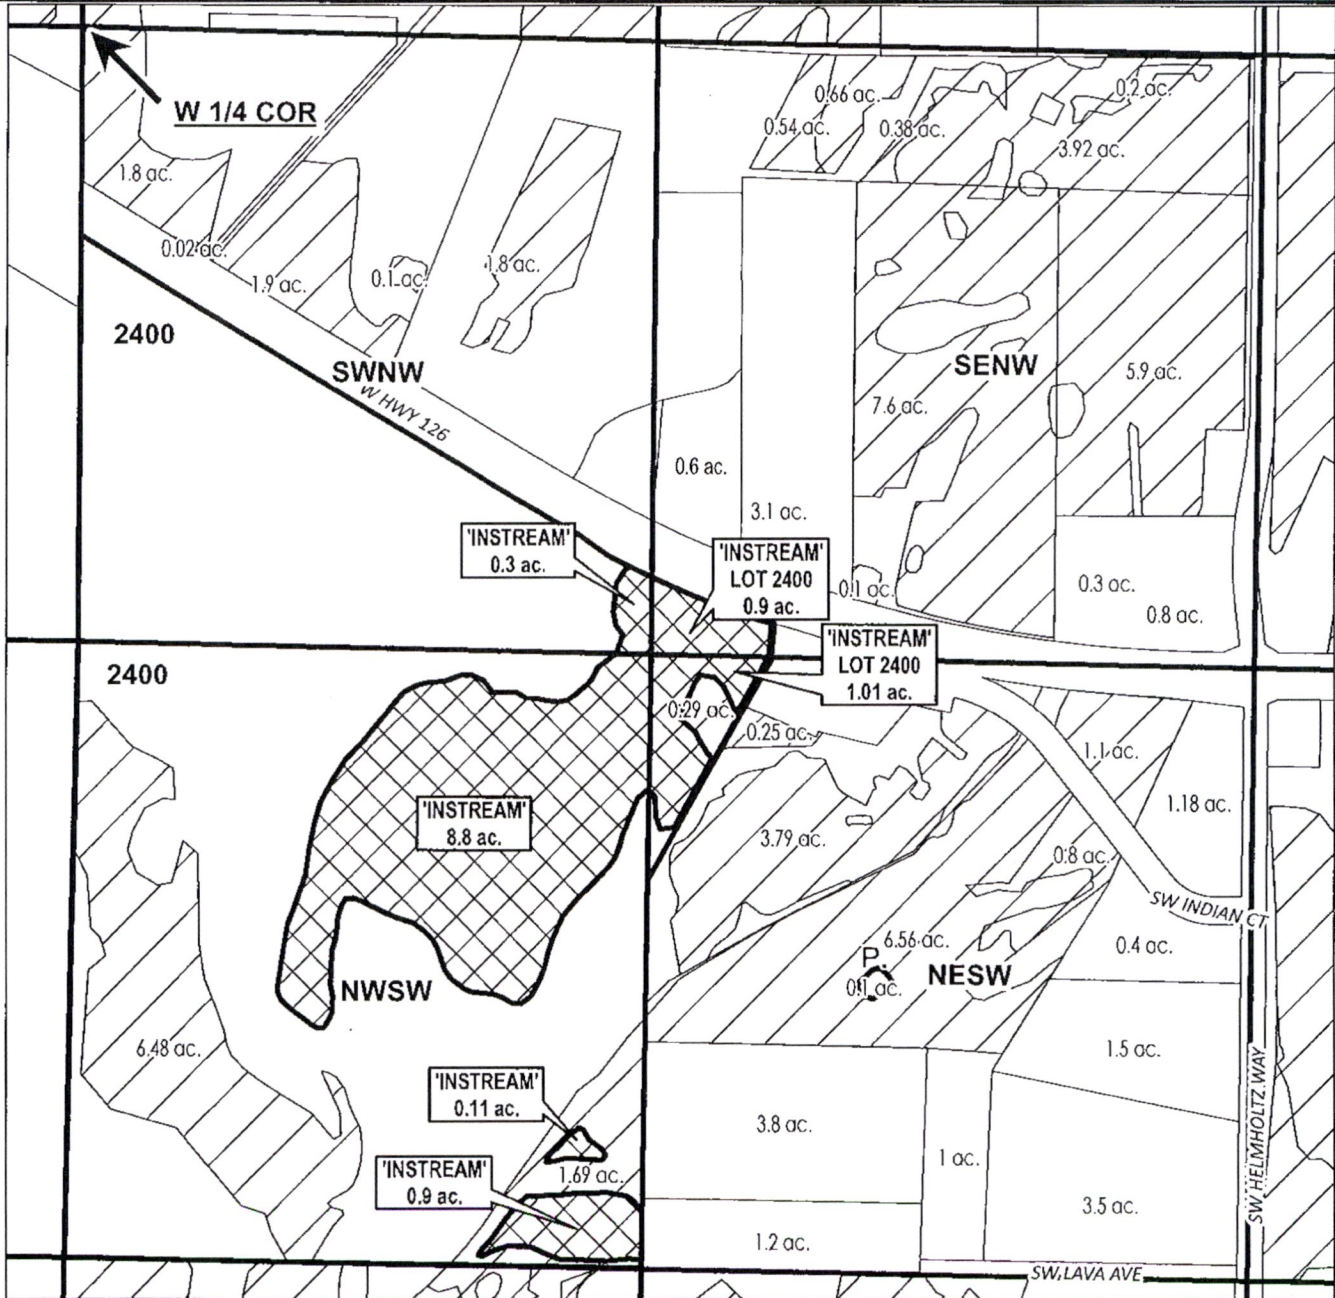 W 1/4 COR
0.66 ac.
0.2 ac.
0.54 ac.
0.38 ac.
3.92 ac.
1.8 ac.
0.02 ac.
1.9 ac.
0.1 ac.
1.8 ac.
2400
SWNW
W HWY 126
SENW
5.9 ac.
7.6 ac.
0.6 ac.
3.1 ac.
'INSTREAM'
0.3 ac.
'INSTREAM'
LOT 2400
0.9 ac.
0.1 ac.
0.3 ac.
0.8 ac.
'INSTREAM'
LOT 2400
1.01 ac.
2400
0.29 ac.
0.25 ac.
1.1 ac.
1.18 ac.
'INSTREAM'
8.8 ac.
3.79 ac.
0.8 ac.
SW INDIAN CT
6.56 ac.
0.4 ac.
P.
0.1 ac.
NESW
NWSW
6.48 ac.
1.5 ac.
'INSTREAM'
0.11 ac.
3.8 ac.
1 ac.
SW HELMHOLTZ WAY
'INSTREAM'
0.9 ac.
1.69 ac.
3.5 ac.
1.2 ac.
SW LAVA AVE